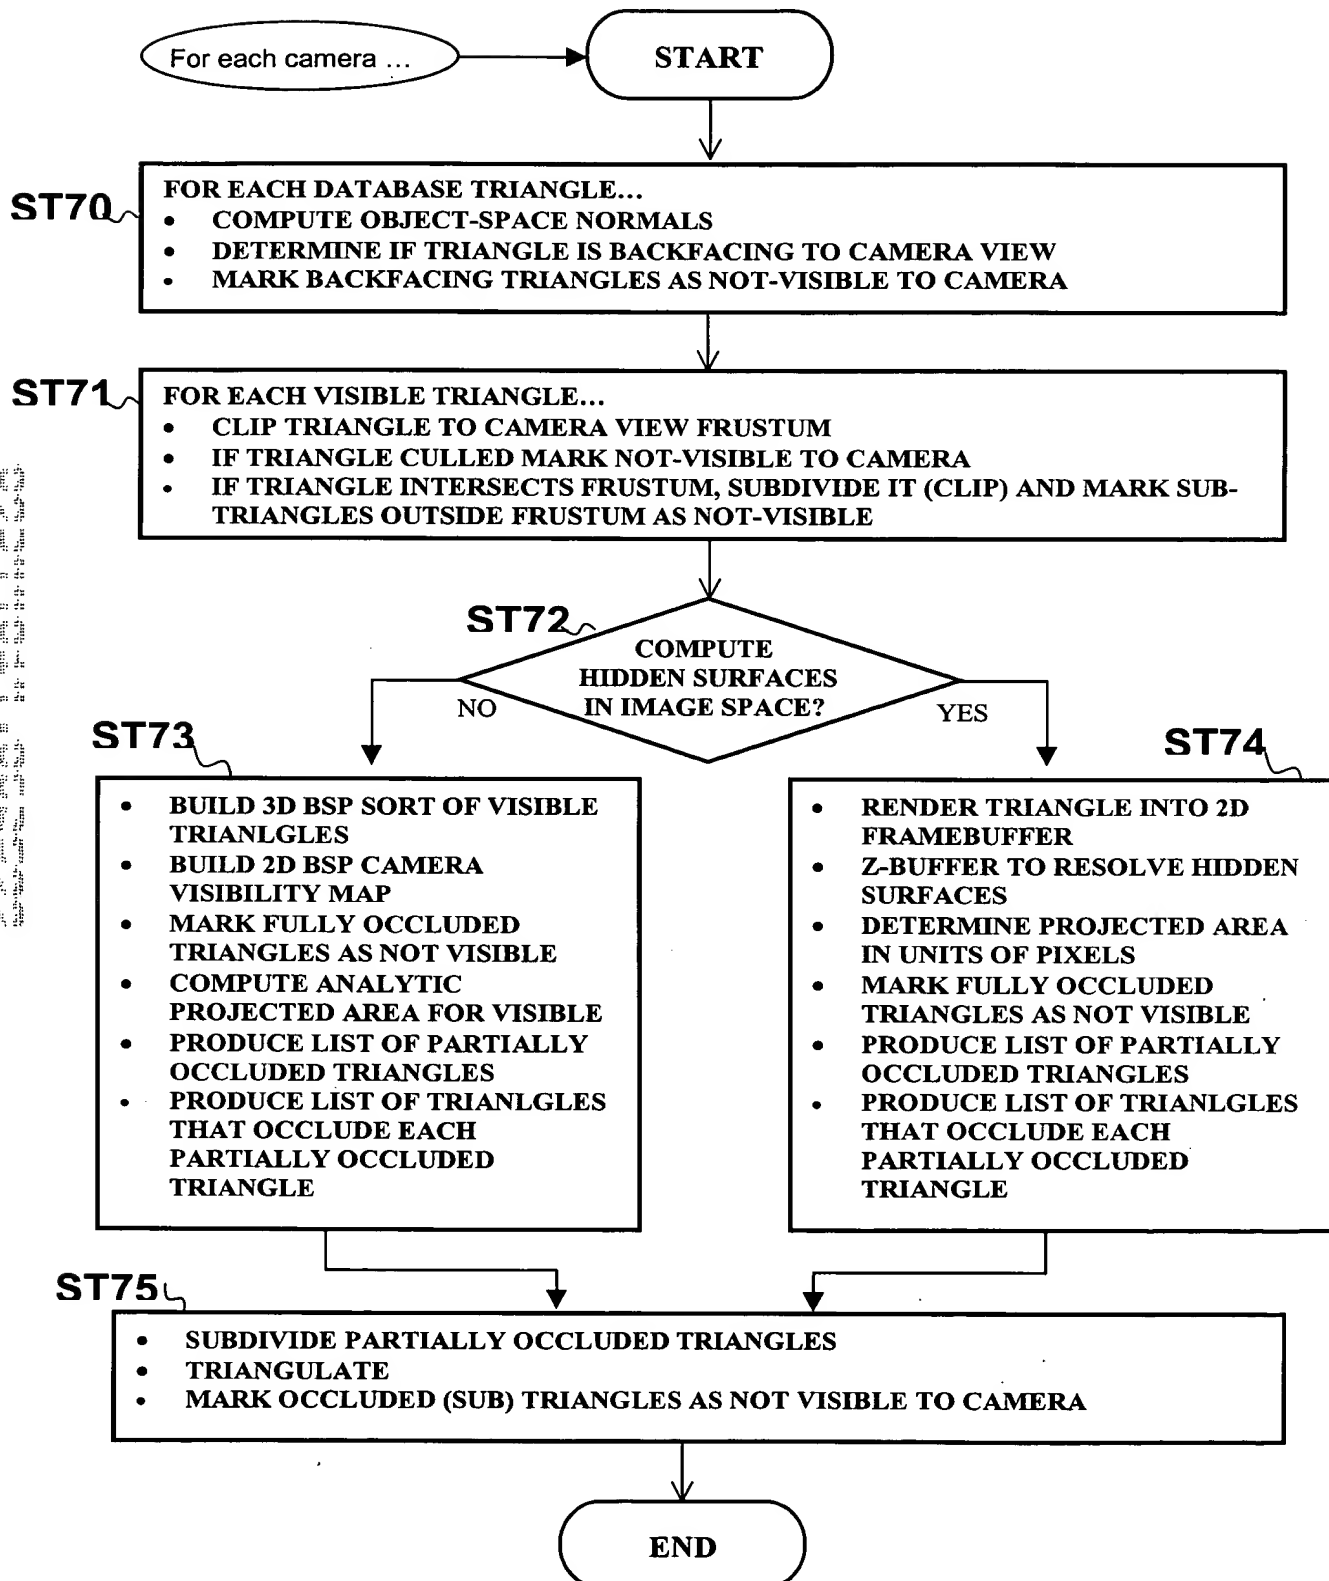 For each camera ...
START
ST70
FOR EACH DATABASE TRIANGLE...
• COMPUTE OBJECT-SPACE NORMALS
• DETERMINE IF TRIANGLE IS BACKFACING TO CAMERA VIEW
• MARK BACKFACING TRIANGLES AS NOT-VISIBLE TO CAMERA
ST71
FOR EACH VISIBLE TRIANGLE...
• CLIP TRIANGLE TO CAMERA VIEW FRUSTUM
• IF TRIANGLE CULLED MARK NOT-VISIBLE TO CAMERA
• IF TRIANGLE INTERSECTS FRUSTUM, SUBDIVIDE IT (CLIP) AND MARK SUB-
TRIANGLES OUTSIDE FRUSTUM AS NOT-VISIBLE
ST72
COMPUTE
HIDDEN SURFACES
IN IMAGE SPACE?
NO
YES
ST73
• BUILD 3D BSP SORT OF VISIBLE
TRIANLGLES
• BUILD 2D BSP CAMERA
VISIBILITY MAP
• MARK FULLY OCCLUDED
TRIANGLES AS NOT VISIBLE
• COMPUTE ANALYTIC
PROJECTED AREA FOR VISIBLE
• PRODUCE LIST OF PARTIALLY
OCCLUDED TRIANGLES
• PRODUCE LIST OF TRIANLGLES
THAT OCCLUDE EACH
PARTIALLY OCCLUDED
TRIANGLE
ST74
• RENDER TRIANGLE INTO 2D
FRAMEBUFFER
• Z-BUFFER TO RESOLVE HIDDEN
SURFACES
• DETERMINE PROJECTED AREA
IN UNITS OF PIXELS
• MARK FULLY OCCLUDED
TRIANGLES AS NOT VISIBLE
• PRODUCE LIST OF PARTIALLY
OCCLUDED TRIANGLES
• PRODUCE LIST OF TRIANLGLES
THAT OCCLUDE EACH
PARTIALLY OCCLUDED
TRIANGLE
ST75
• SUBDIVIDE PARTIALLY OCCLUDED TRIANGLES
• TRIANGULATE
• MARK OCCLUDED (SUB) TRIANGLES AS NOT VISIBLE TO CAMERA
END